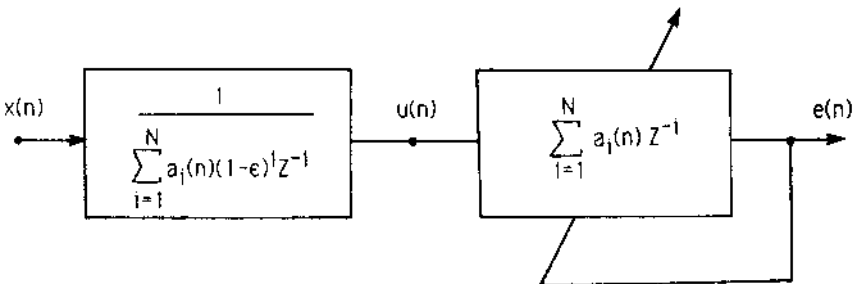 x(n)
1
N
∑ a_i(n)(1-ϵ)^i Z^-i
i=1
u(n)
N
∑ a_i(n) Z^-i
i=1
e(n)